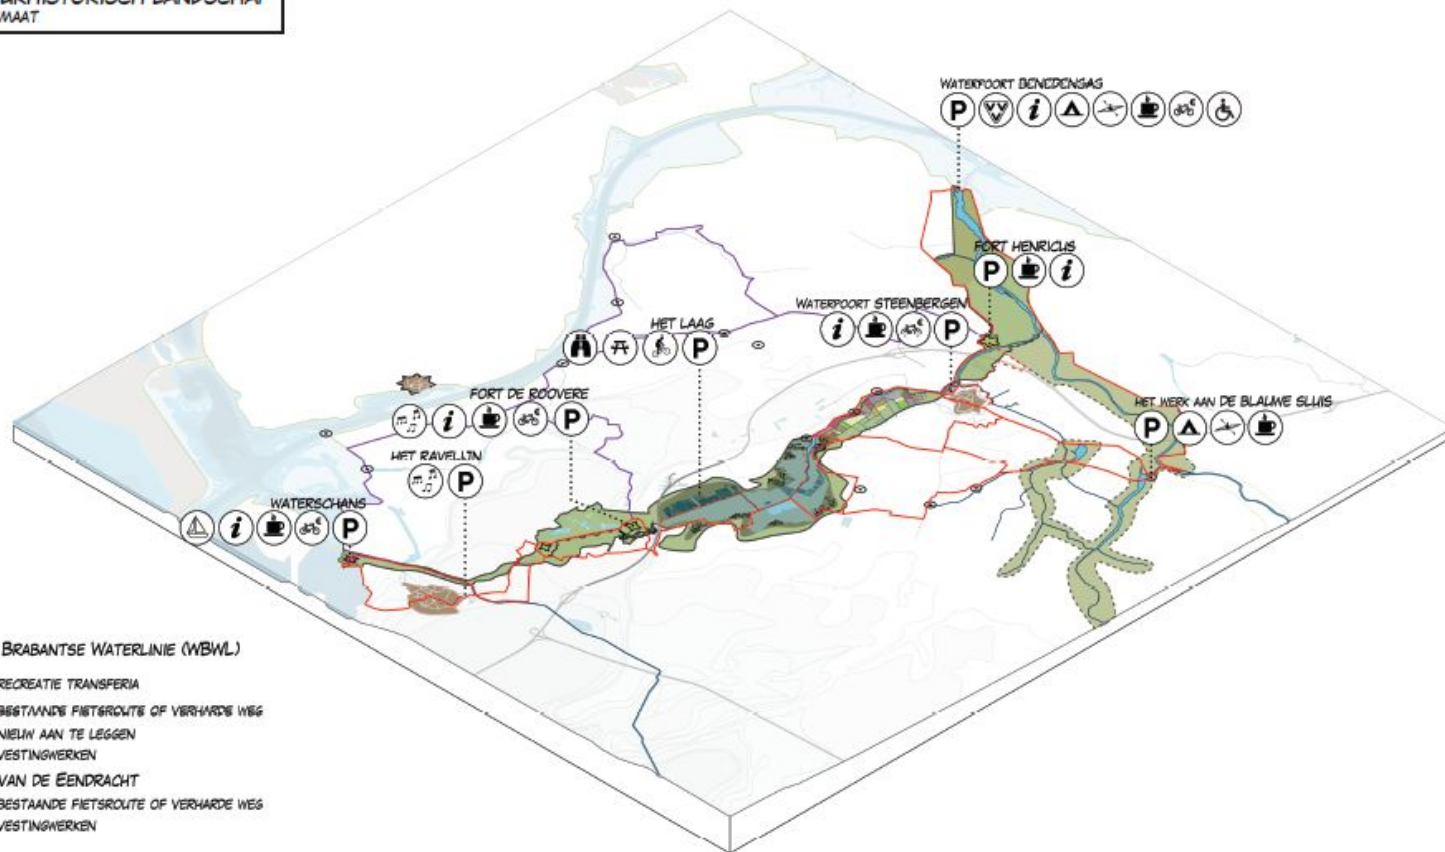 MAAT
WATERPOORT BENEDENSAS
P i
FORT HENRICUS
P i
WATERPOORT STEENBERGEN
i P
HET LAAG
P
FORT DE ROOVERE
i P
HET WERK AAN DE BLAUWE SLUIS
P
HET RAVELIJN
P
WATERSCHANS
i P
BRABANTSE WATERLINIE (WBWL)
RECREATIE TRANSFERIA
BESTAANDE FIETSROUTE OF VERHARDE WEG
NIEUW AAN TE LEGGEN
VESTINGWERKEN
VAN DE EENDRACHT
BESTAANDE FIETSROUTE OF VERHARDE WEG
VESTINGWERKEN